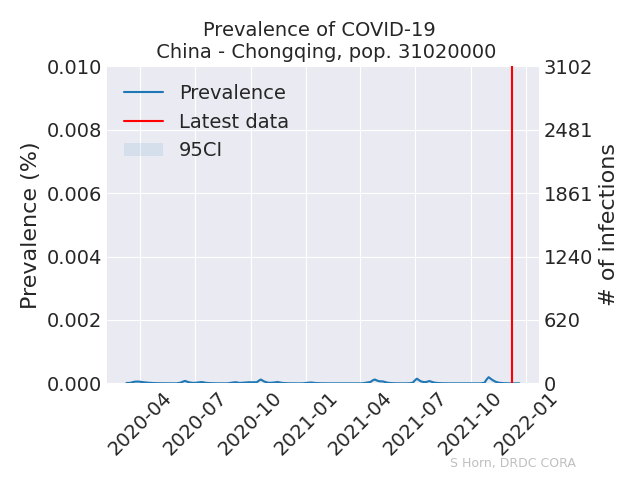 Prevalence of COVID-19
China - Chongqing, pop. 31020000
Prevalence
Latest data
95CI
Prevalence (%)
0.010
0.008
0.006
0.004
0.002
0.000
3102
2481
1861
1240
620
0
# of infections
2020-04
2020-07
2020-10
2021-01
2021-04
2021-07
2021-10
2022-01
S Horn, DRDC CORA